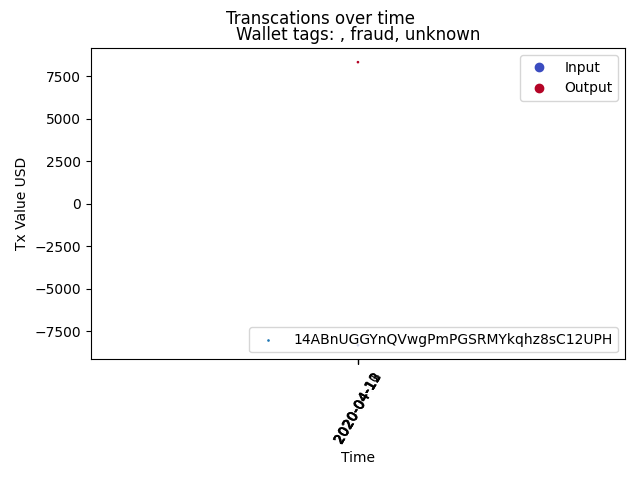 Transcations over time
Wallet tags: , fraud, unknown
Input
Output
7500
5000
2500
0
−2500
−5000
−7500
Tx Value USD
14ABnUGGYnQVwgPmPGSRMYkqhz8sC12UPH
Time